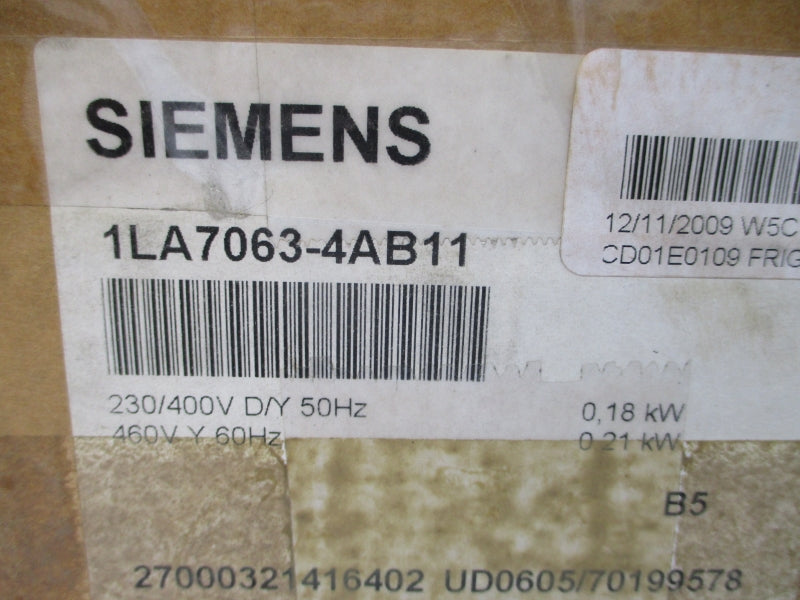 SIEMENS
12/11/2009 W5C
CD01E0109 FRIG
1LA7063-4AB11
230/400V D/Y 50Hz 0,18 kW
460V Y 60Hz 0,21 kW
B5
27000321416402 UD0605/70199578